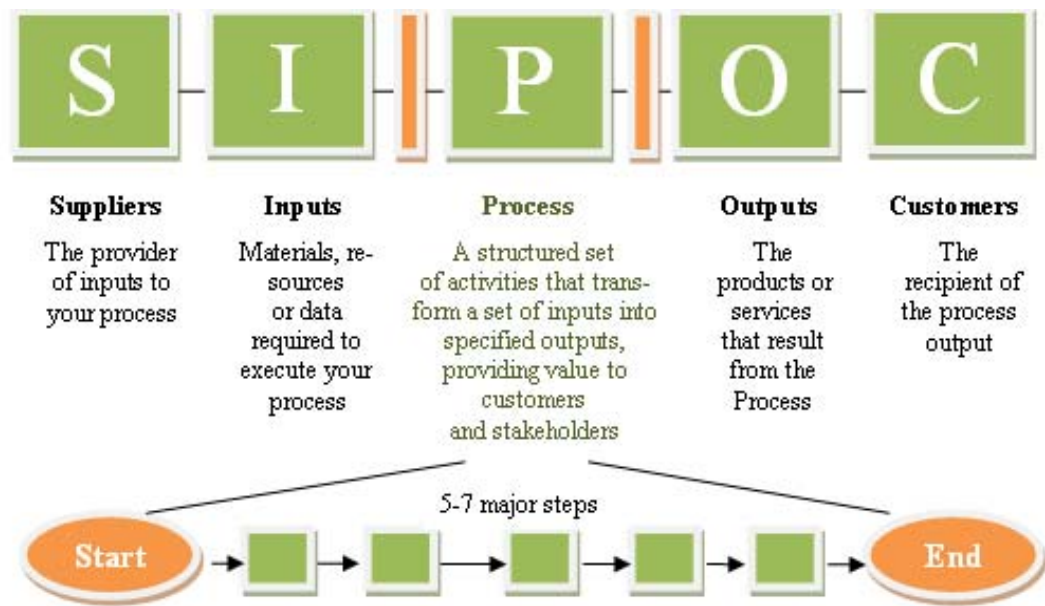 S I P O C
Suppliers
The provider
of inputs to
your process
Inputs
Materials, re-
sources
or data
required to
execute your
process
Process
A structured set
of activities that trans-
form a set of inputs into
specified outputs,
providing value to
customers
and stakeholders
Outputs
The
products or
services
that result
from the
Process
Customers
The
recipient of
the process
output
5-7 major steps
Start
End